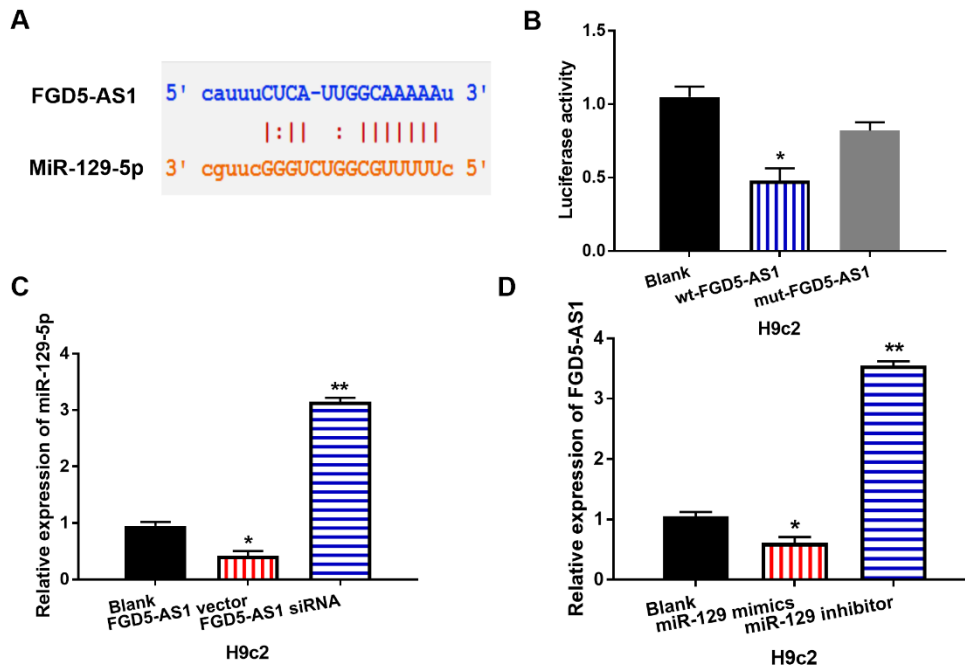 A
FGD5-AS1 5' cauuuCUCA-UUGGCAAAAAu 3'
|:|| : |||||||
MiR-129-5p 3' cguucGGGUCUGGCGUUUUUc 5'
B
Luciferase activity
1.5
1.0
0.5
0.0
*
Blank
wt-FGD5-AS1
mut-FGD5-AS1
H9c2
C
Relative expression of miR-129-5p
4
3
2
1
0
*
**
Blank
FGD5-AS1 vector
FGD5-AS1 siRNA
H9c2
D
Relative expression of FGD5-AS1
4
3
2
1
0
*
**
Blank
miR-129 mimics
miR-129 inhibitor
H9c2